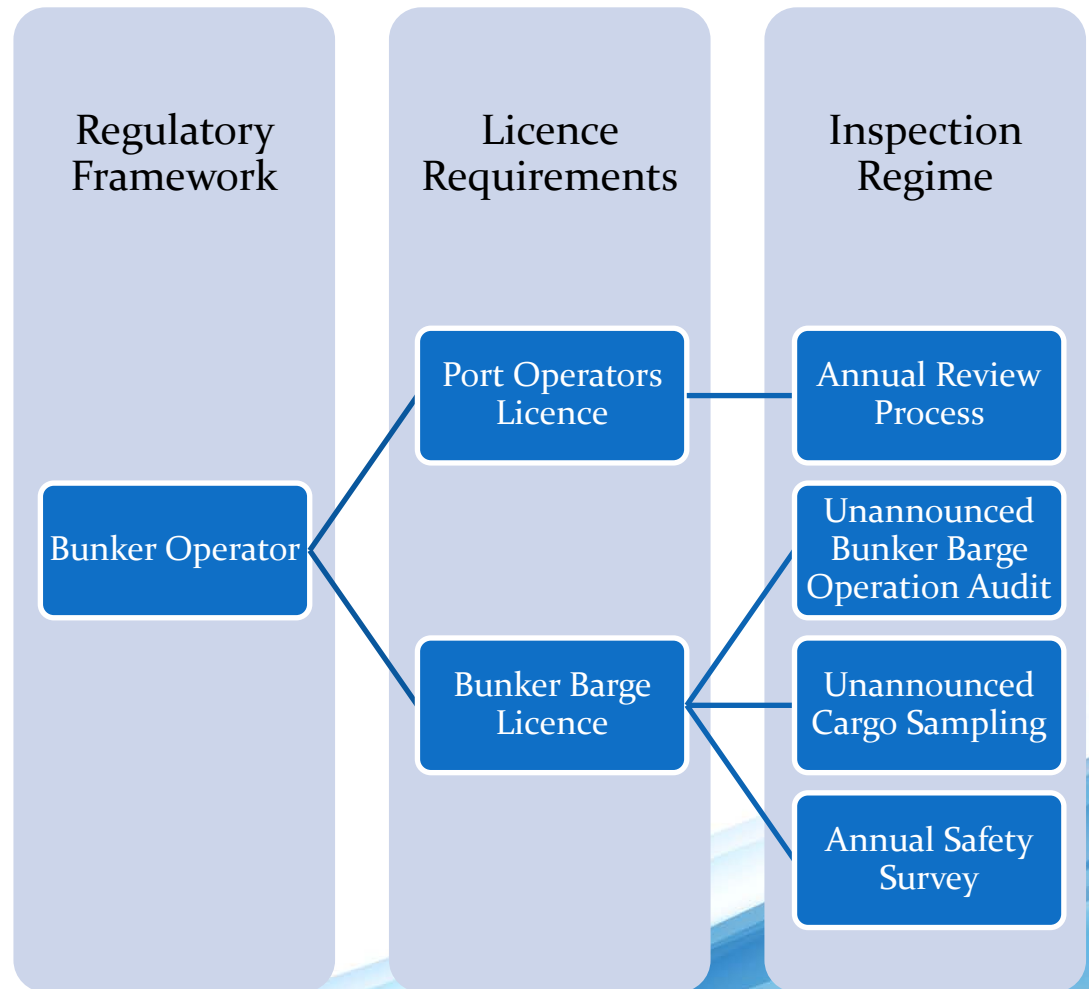 Regulatory
Framework
Licence
Requirements
Inspection
Regime
Bunker Operator
Port Operators
Licence
Bunker Barge
Licence
Annual Review
Process
Unannounced
Bunker Barge
Operation Audit
Unannounced
Cargo Sampling
Annual Safety
Survey